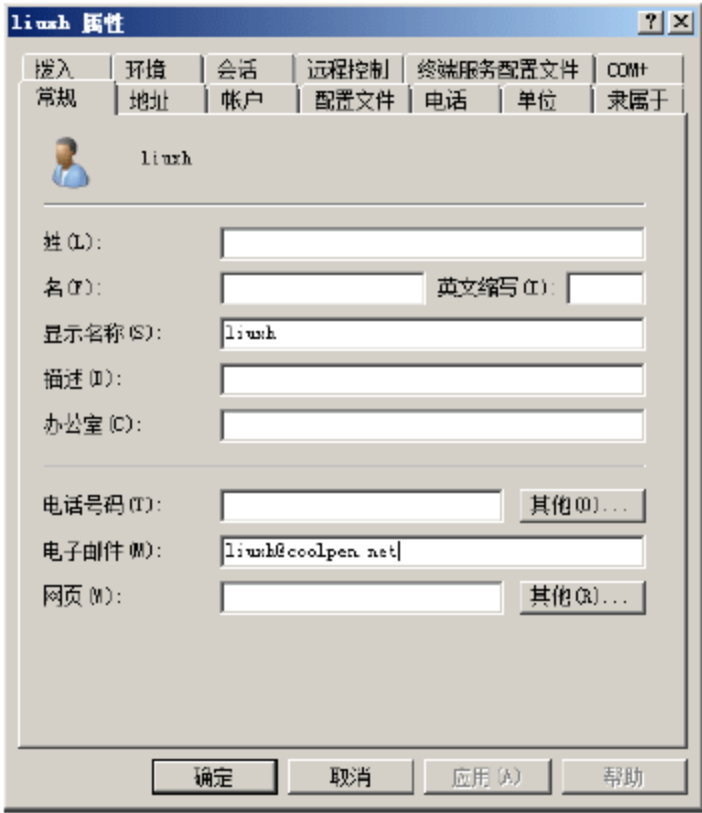 liuxh 属性
拨入 环境 会话 远程控制 终端服务配置文件 COM+
常规 地址 帐户 配置文件 电话 单位 隶属于
liuxh
姓(L):
名(F): 英文缩写(I):
显示名称(S): liuxh
描述(D):
办公室(C):
电话号码(T): 其他(O)...
电子邮件(M): liuxh@coolpen.net
网页(W): 其他(R)...
确定 取消 应用(A) 帮助